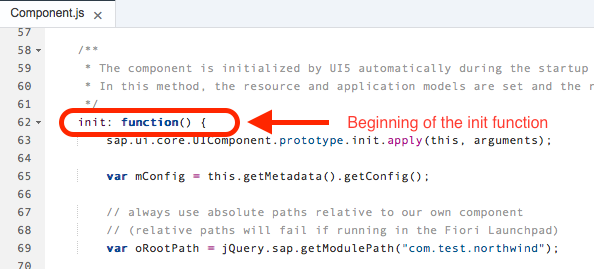 Component.js ×
57
58 /**
59 * The component is initialized by UI5 automatically during the startup
60 * In this method, the resource and application models are set and the r
61 */
62 init: function() { Beginning of the init function
63 sap.ui.core.UIComponent.prototype.init.apply(this, arguments);
64
65 var mConfig = this.getMetadata().getConfig();
66
67 // always use absolute paths relative to our own component
68 // (relative paths will fail if running in the Fiori Launchpad)
69 var oRootPath = jQuery.sap.getModulePath("com.test.northwind");
70